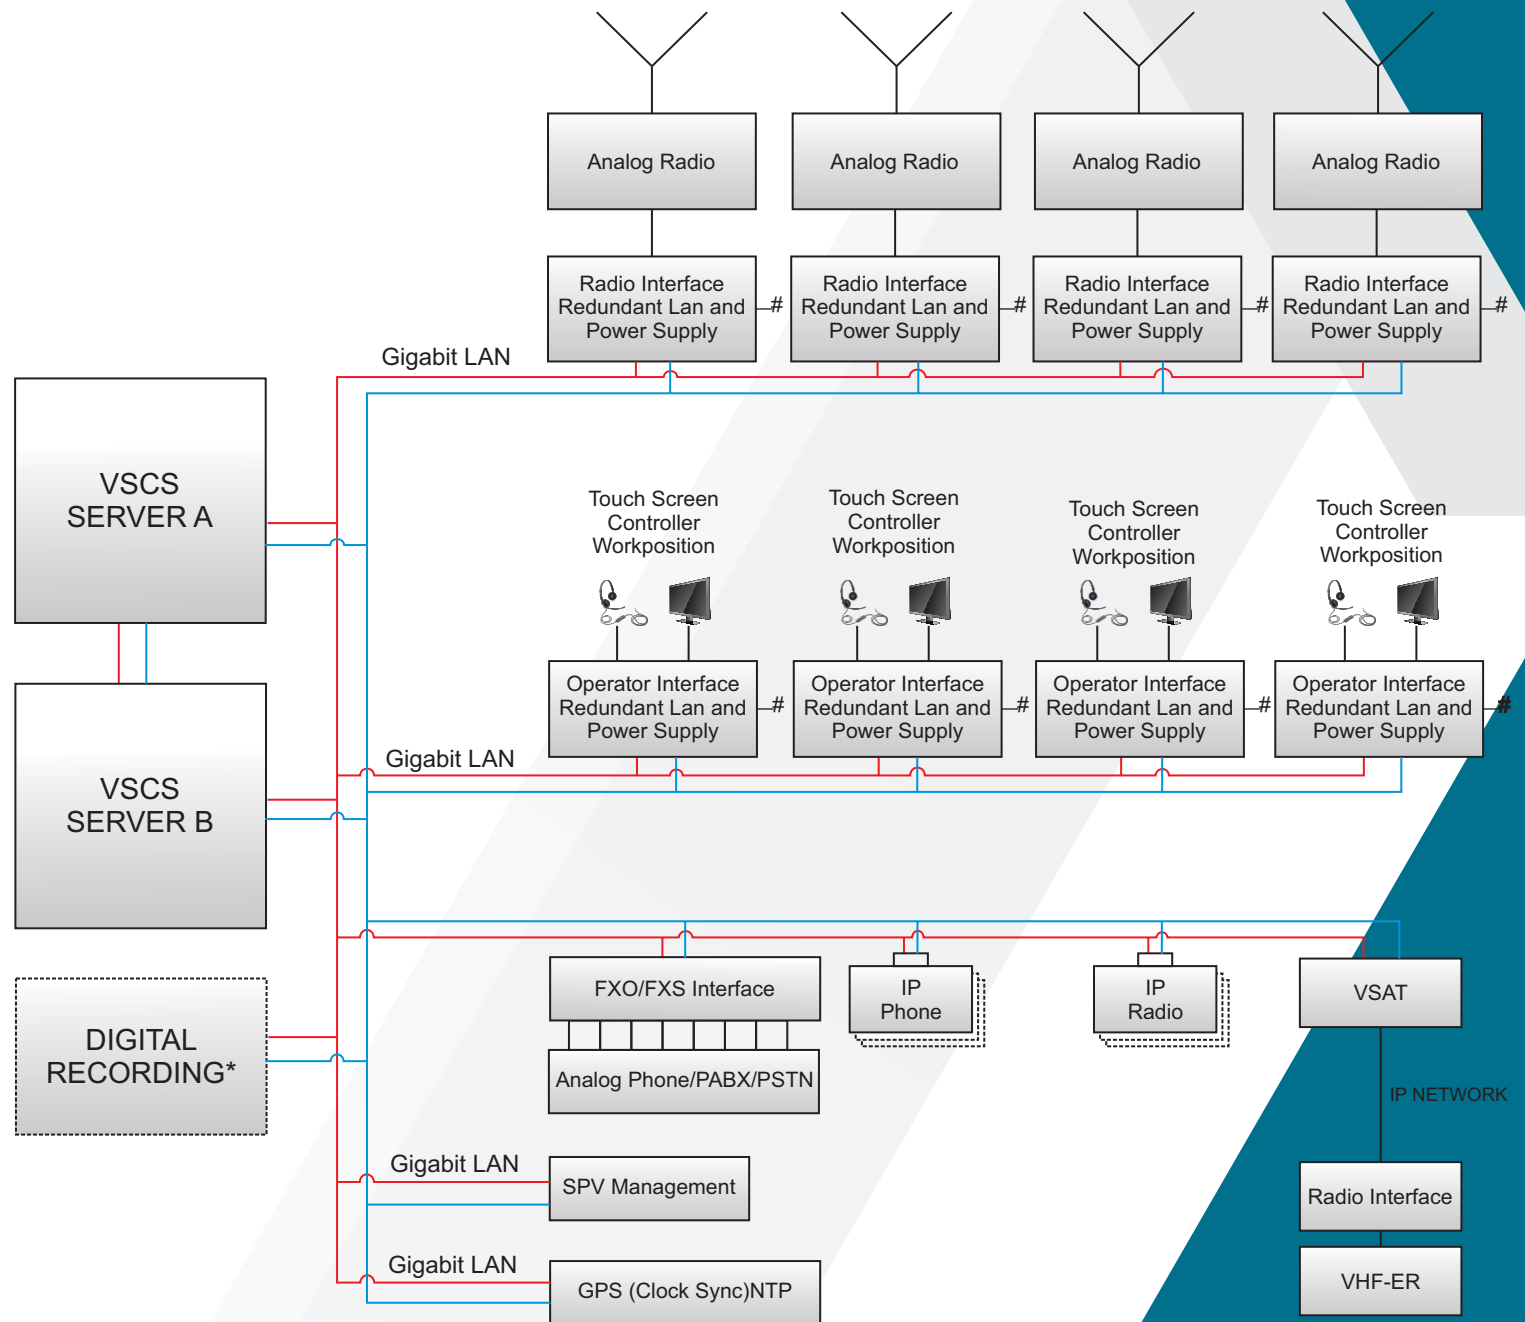 Analog Radio
Analog Radio
Analog Radio
Analog Radio
Radio Interface
Redundant Lan and
Power Supply
#
Radio Interface
Redundant Lan and
Power Supply
#
Radio Interface
Redundant Lan and
Power Supply
#
Radio Interface
Redundant Lan and
Power Supply
#
Gigabit LAN
VSCS
SERVER A
Touch Screen
Controller
Workposition
Touch Screen
Controller
Workposition
Touch Screen
Controller
Workposition
Touch Screen
Controller
Workposition
Operator Interface
Redundant Lan and
Power Supply
#
Operator Interface
Redundant Lan and
Power Supply
#
Operator Interface
Redundant Lan and
Power Supply
#
Operator Interface
Redundant Lan and
Power Supply
#
Gigabit LAN
VSCS
SERVER B
FXO/FXS Interface
IP
Phone
IP
Radio
VSAT
DIGITAL
RECORDING*
Analog Phone/PABX/PSTN
IP NETWORK
Gigabit LAN
SPV Management
Radio Interface
Gigabit LAN
GPS (Clock Sync)NTP
VHF-ER